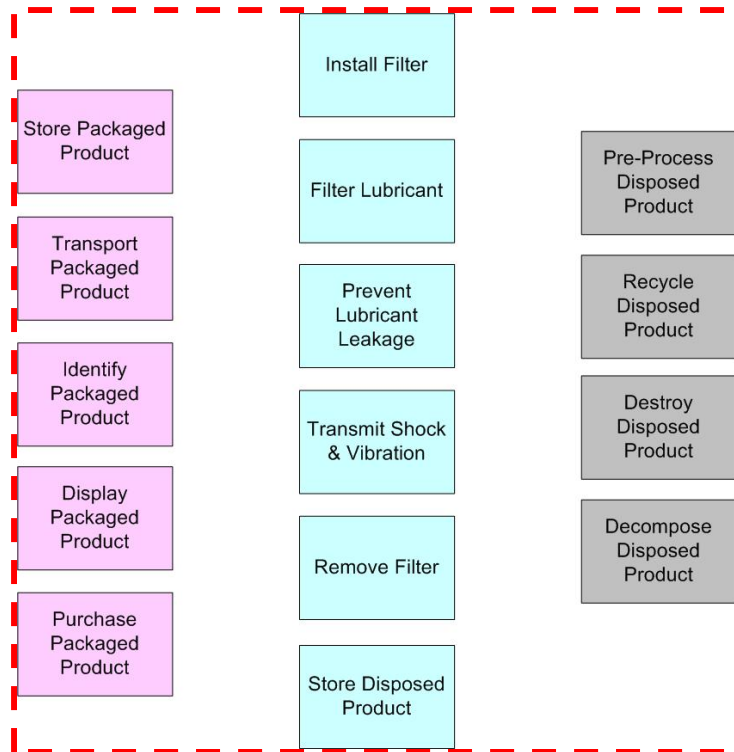 Store Packaged
Product
Transport
Packaged
Product
Identify
Packaged
Product
Display
Packaged
Product
Purchase
Packaged
Product
Install Filter
Filter Lubricant
Prevent
Lubricant
Leakage
Transmit Shock
& Vibration
Remove Filter
Store Disposed
Product
Pre-Process
Disposed
Product
Recycle
Disposed
Product
Destroy
Disposed
Product
Decompose
Disposed
Product